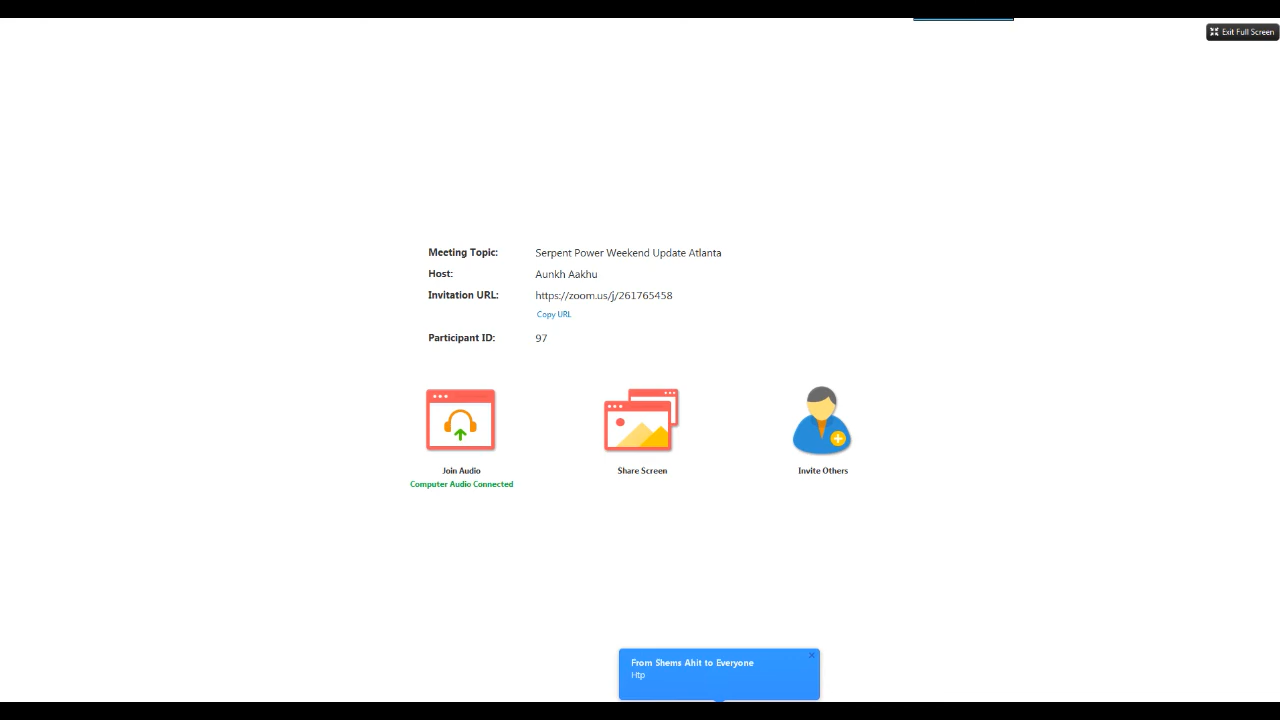 Exit Full Screen
Meeting Topic: Serpent Power Weekend Update Atlanta
Host: Aunkh Aakhu
Invitation URL: https://zoom.us/j/261765458
Copy URL
Participant ID: 97
Join Audio
Computer Audio Connected
Share Screen
Invite Others
From Shems Ahit to Everyone
Htp